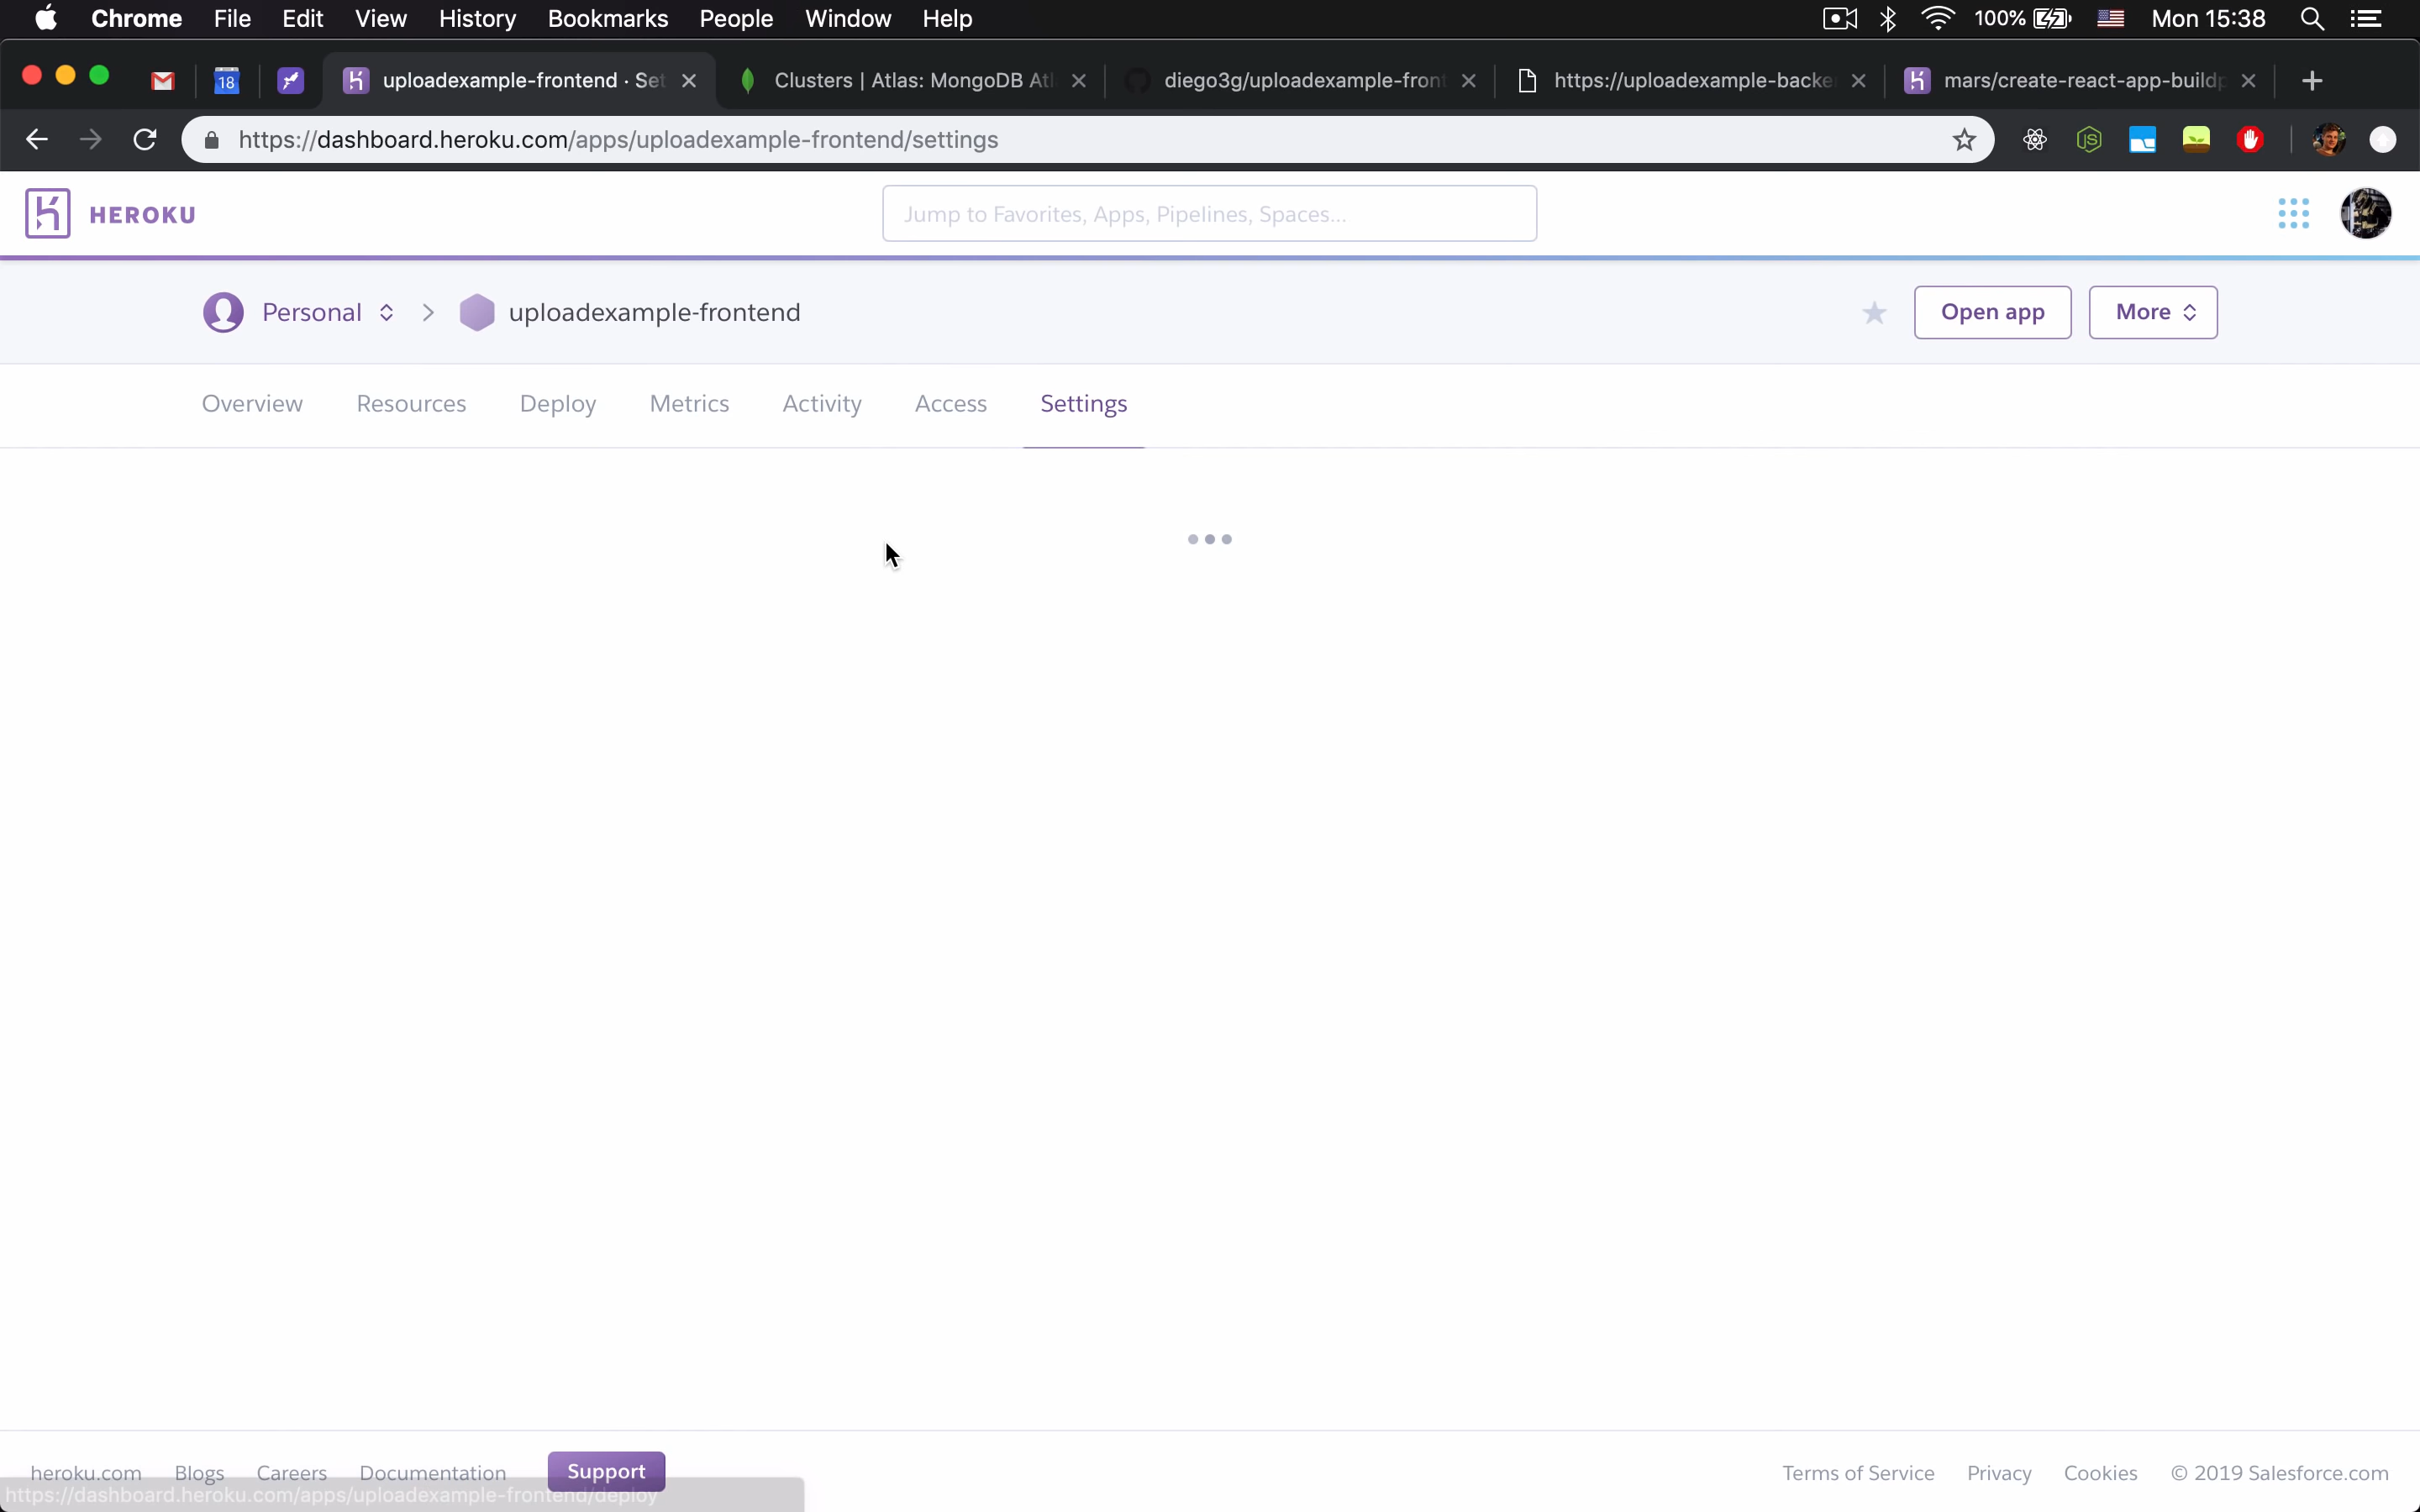 Chrome File Edit View History Bookmarks People Window Help 100% Mon 15:38
18 uploadexample-frontend · Set Clusters | Atlas: MongoDB Atl diego3g/uploadexample-front https://uploadexample-backe mars/create-react-app-buildp
https://dashboard.heroku.com/apps/uploadexample-frontend/settings
HEROKU Jump to Favorites, Apps, Pipelines, Spaces...
Personal uploadexample-frontend Open app More
Overview Resources Deploy Metrics Activity Access Settings
heroku.com Blogs Careers Documentation Support Terms of Service Privacy Cookies © 2019 Salesforce.com
https://dashboard.heroku.com/apps/uploadexample-frontend/deploy